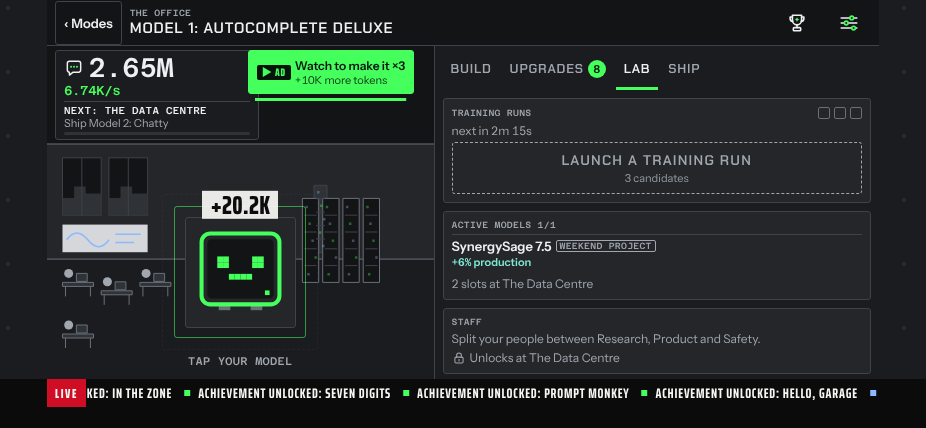 ‹ Modes
THE OFFICE
MODEL 1: AUTOCOMPLETE DELUXE
2.65M
6.74K/s
NEXT: THE DATA CENTRE
Ship Model 2: Chatty
AD
Watch to make it ×3
+10K more tokens
+20.2K
TAP YOUR MODEL
BUILD
UPGRADES 8
LAB
SHIP
TRAINING RUNS
next in 2m 15s
LAUNCH A TRAINING RUN
3 candidates
ACTIVE MODELS 1/1
SynergySage 7.5 WEEKEND PROJECT
+6% production
2 slots at The Data Centre
STAFF
Split your people between Research, Product and Safety.
Unlocks at The Data Centre
LIVE
KED: IN THE ZONE ACHIEVEMENT UNLOCKED: SEVEN DIGITS ACHIEVEMENT UNLOCKED: PROMPT MONKEY ACHIEVEMENT UNLOCKED: HELLO, GARAGE